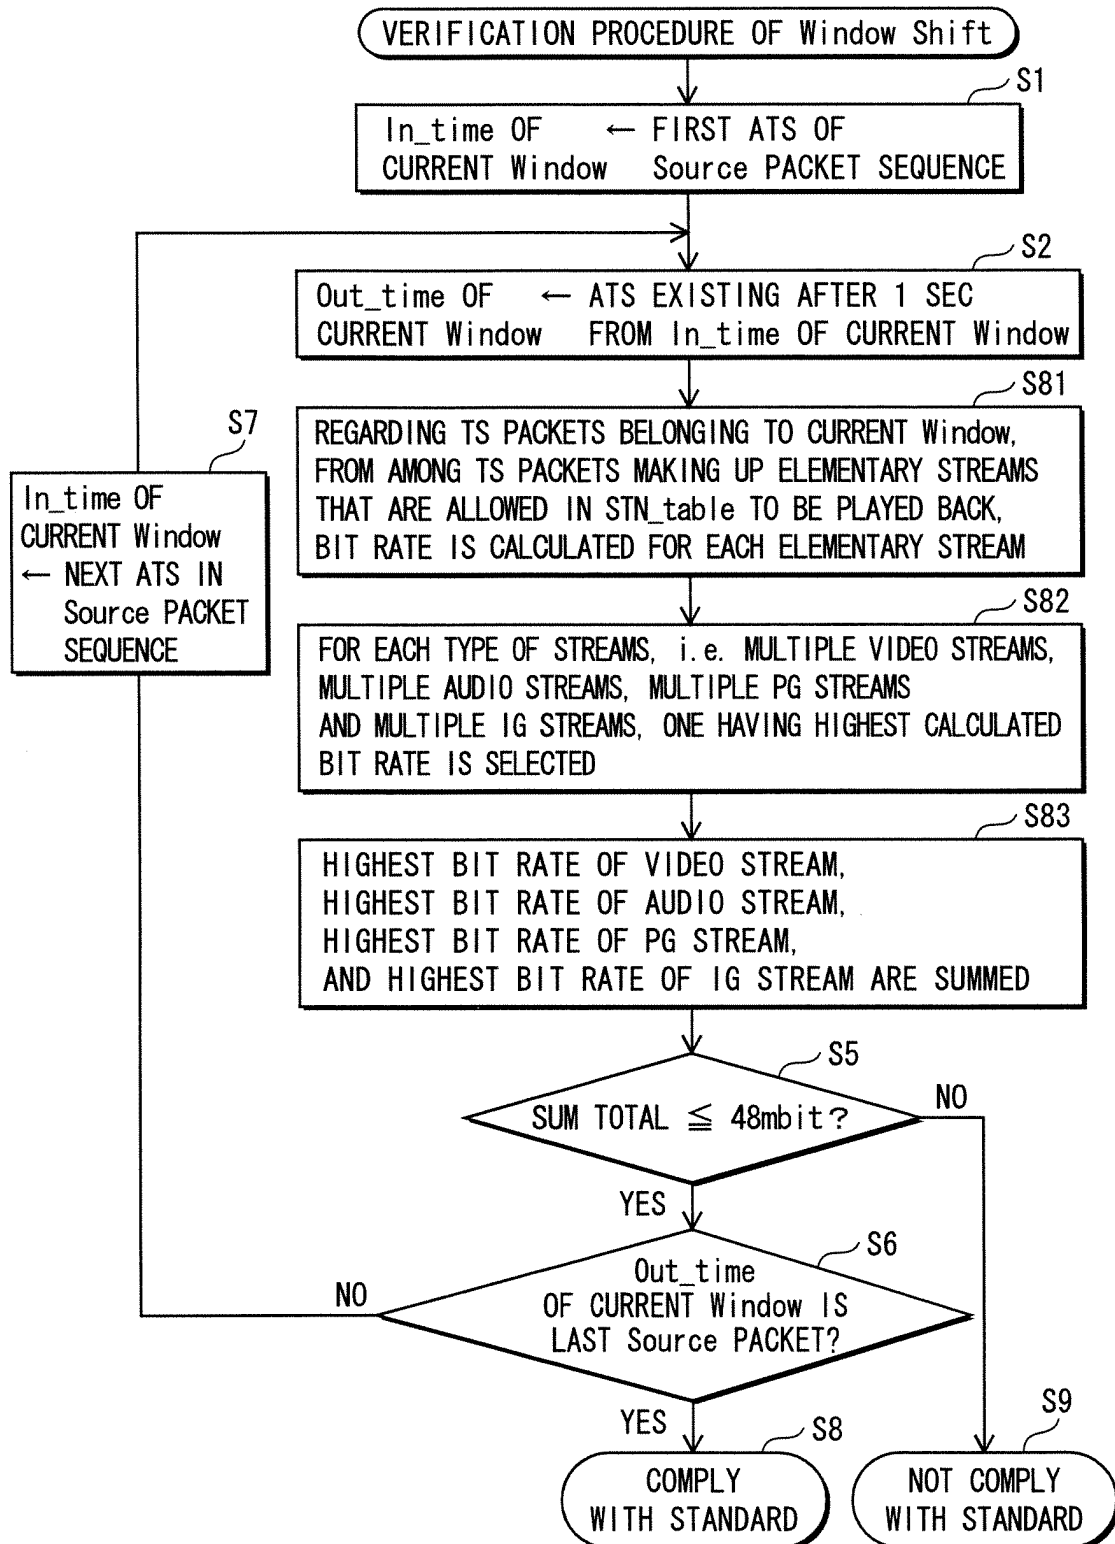 VERIFICATION PROCEDURE OF Window Shift
S1
In_time OF ← FIRST ATS OF
CURRENT Window Source PACKET SEQUENCE
S2
Out_time OF ← ATS EXISTING AFTER 1 SEC
CURRENT Window FROM In_time OF CURRENT Window
S81
REGARDING TS PACKETS BELONGING TO CURRENT Window,
FROM AMONG TS PACKETS MAKING UP ELEMENTARY STREAMS
THAT ARE ALLOWED IN STN_table TO BE PLAYED BACK,
BIT RATE IS CALCULATED FOR EACH ELEMENTARY STREAM
S7
In_time OF
CURRENT Window
← NEXT ATS IN
Source PACKET
SEQUENCE
S82
FOR EACH TYPE OF STREAMS, i.e. MULTIPLE VIDEO STREAMS,
MULTIPLE AUDIO STREAMS, MULTIPLE PG STREAMS
AND MULTIPLE IG STREAMS, ONE HAVING HIGHEST CALCULATED
BIT RATE IS SELECTED
S83
HIGHEST BIT RATE OF VIDEO STREAM,
HIGHEST BIT RATE OF AUDIO STREAM,
HIGHEST BIT RATE OF PG STREAM,
AND HIGHEST BIT RATE OF IG STREAM ARE SUMMED
S5
SUM TOTAL ≦ 48mbit?
NO
YES
S6
Out_time
OF CURRENT Window IS
LAST Source PACKET?
NO
YES
S8
COMPLY
WITH STANDARD
S9
NOT COMPLY
WITH STANDARD